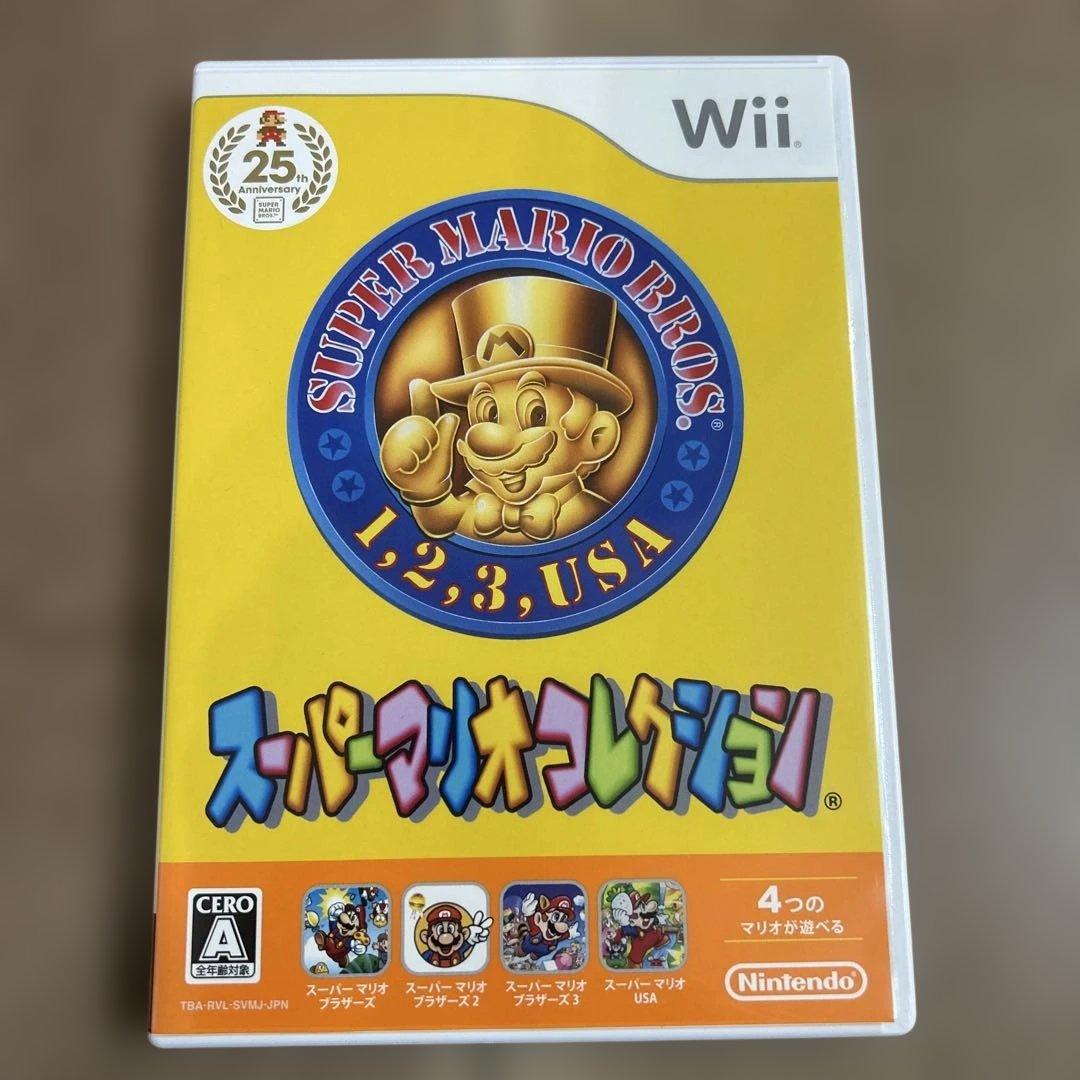 Wii®
25th
Anniversary
SUPER
MARIO
BROS.™
SUPER MARIO BROS.®
1,2,3,USA
M
スーパーマリオコレクション®
CERO
A
全年齢対象
TBA-RVL-SVMJ-JPN
スーパー マリオ
ブラザーズ
スーパー マリオ
ブラザーズ 2
スーパー マリオ
ブラザーズ 3
スーパー マリオ
USA
4つの
マリオが遊べる
Nintendo